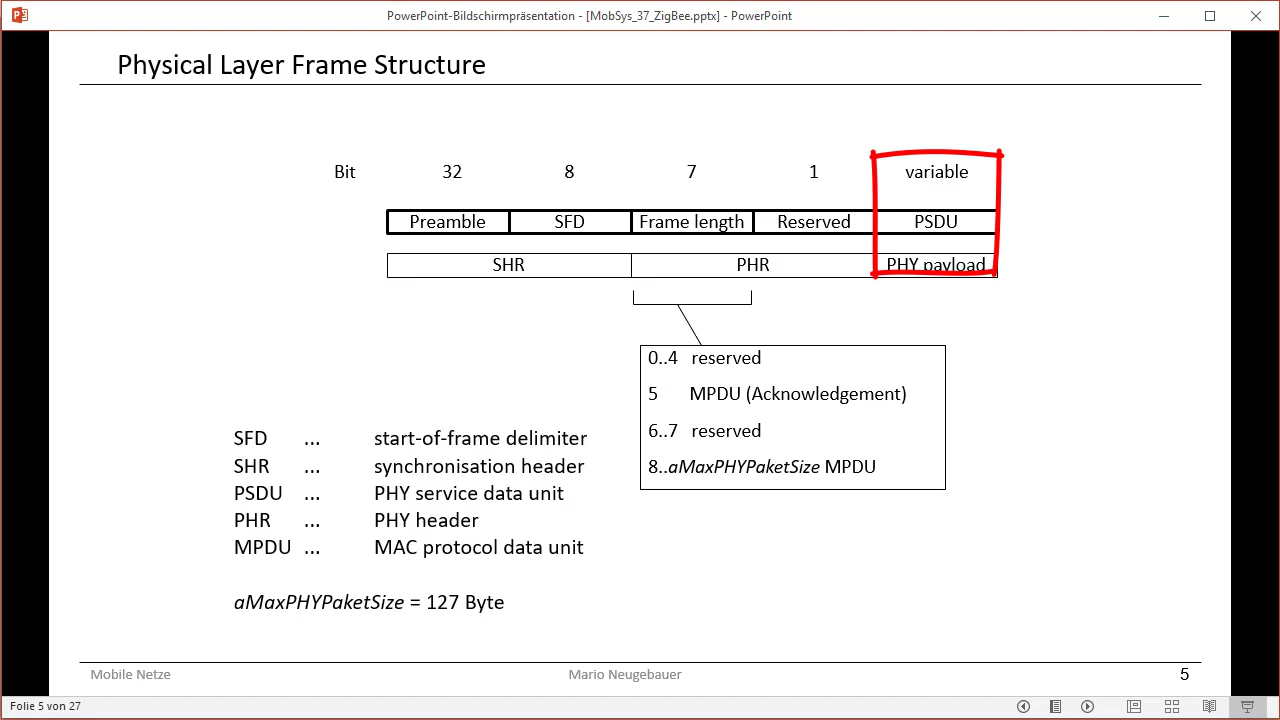 PowerPoint-Bildschirmpräsentation - [MobSys_37_ZigBee.pptx] - PowerPoint
Physical Layer Frame Structure
Bit 32 8 7 1 variable
Preamble SFD Frame length Reserved PSDU
SHR PHR PHY payload
0..4 reserved
5 MPDU (Acknowledgement)
6..7 reserved
8..aMaxPHYPaketSize MPDU
SFD ... start-of-frame delimiter
SHR ... synchronisation header
PSDU ... PHY service data unit
PHR ... PHY header
MPDU ... MAC protocol data unit
aMaxPHYPaketSize = 127 Byte
Mobile Netze Mario Neugebauer 5
Folie 5 von 27